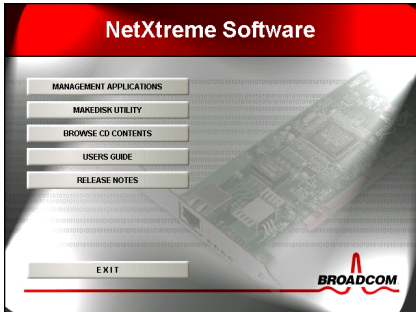 NetXtreme Software
MANAGEMENT APPLICATIONS
MAKEDISK UTILITY
BROWSE CD CONTENTS
USERS GUIDE
RELEASE NOTES
EXIT
BROADCOM